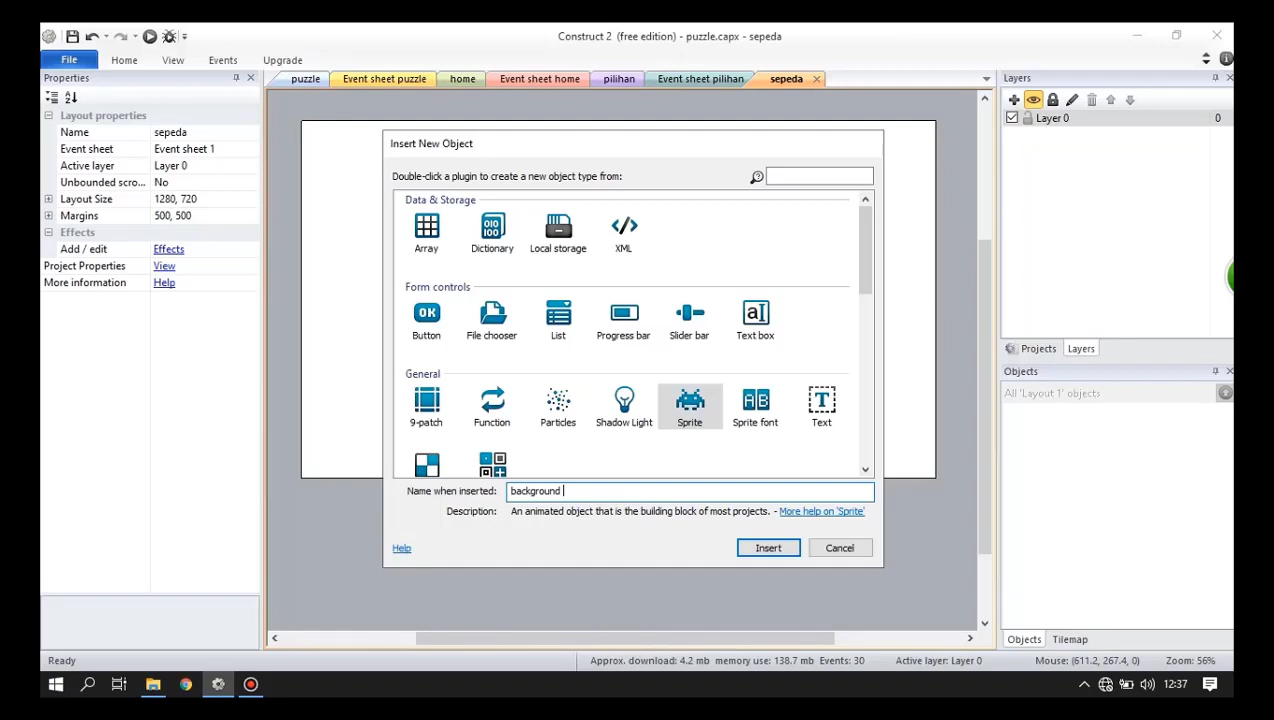 Construct 2 (free edition) - puzzle.capx - sepeda
File Home View Events Upgrade
Properties
puzzle Event sheet puzzle home Event sheet home pilihan Event sheet pilihan sepeda
Layers
Layout properties
Name sepeda
Event sheet Event sheet 1
Active layer Layer 0
Unbounded scro... No
Layout Size 1280, 720
Margins 500, 500
Effects
Add / edit Effects
Project Properties View
More information Help
Insert New Object
Double-click a plugin to create a new object type from:
Data & Storage
Array Dictionary Local storage XML
Form controls
Button File chooser List Progress bar Slider bar Text box
General
9-patch Function Particles Shadow Light Sprite Sprite font Text
Name when inserted: background
Description: An animated object that is the building block of most projects. - More help on 'Sprite'
Help Insert Cancel
Layer 0 0
Projects Layers
Objects
All 'Layout 1' objects
Objects Tilemap
Ready Approx. download: 4.2 mb memory use: 138.7 mb Events: 30 Active layer: Layer 0 Mouse: (611.2, 267.4, 0) Zoom: 56%
12:37